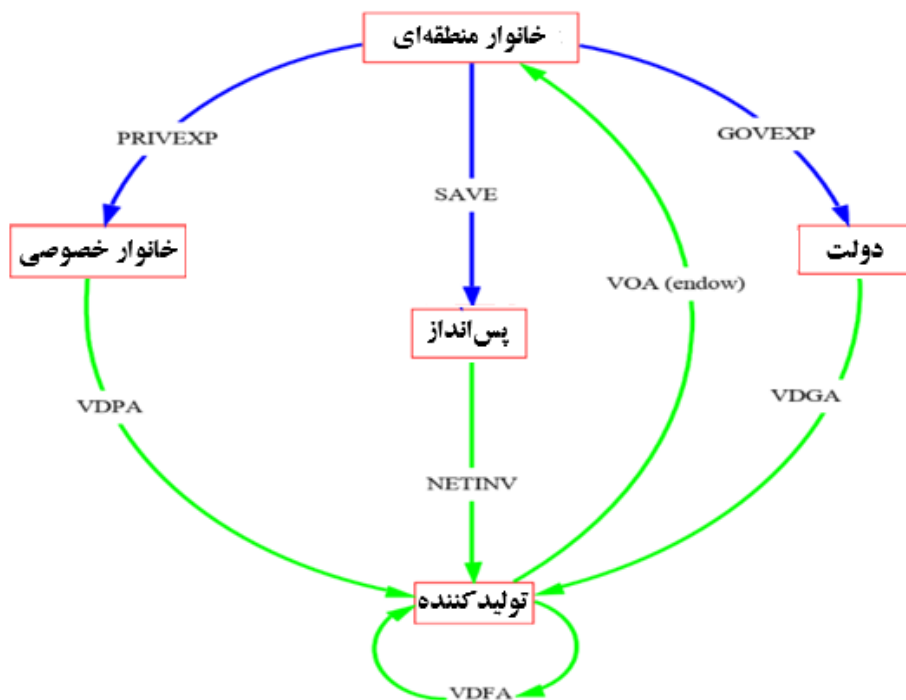 خانوار منطقه‌ای
PRIVEXP
GOVEXP
SAVE
خانوار خصوصی
دولت
VOA (endow)
پس‌انداز
VDPA
VDGA
NETINV
تولیدکننده
VDFA